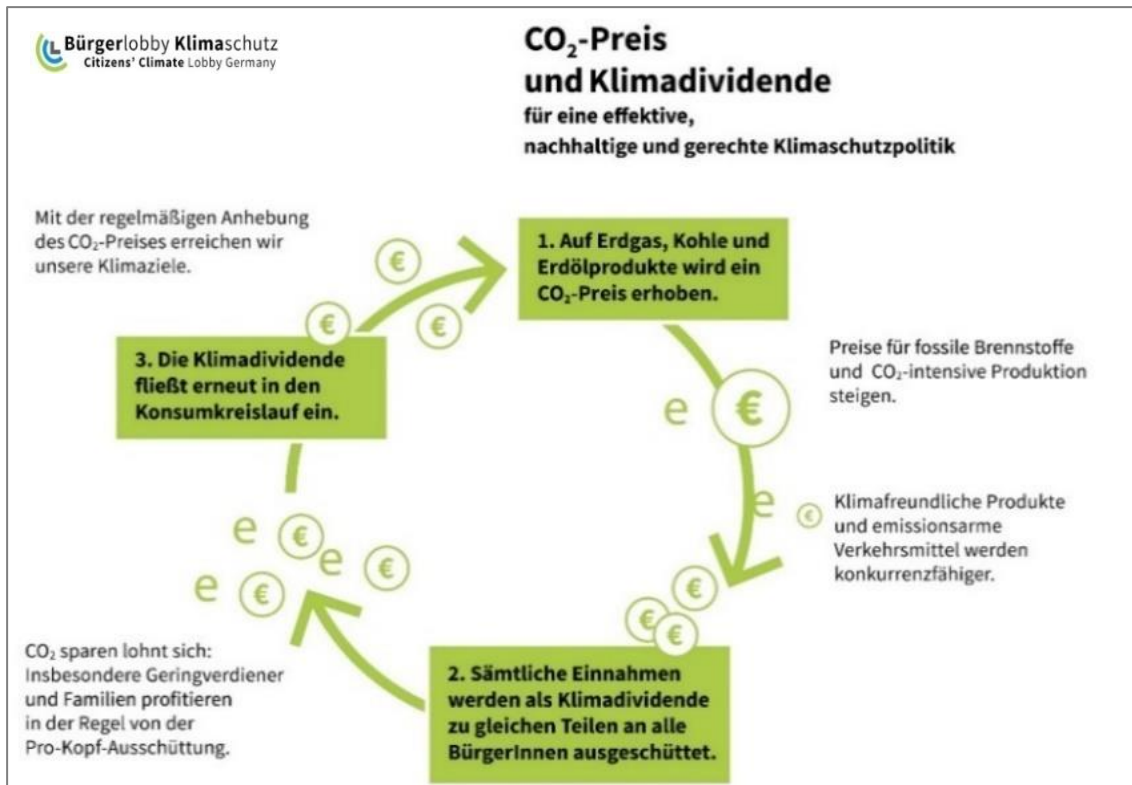 Bürgerlobby Klimaschutz
Citizens' Climate Lobby Germany
CO₂-Preis
und Klimadividende
für eine effektive,
nachhaltige und gerechte Klimaschutzpolitik
Mit der regelmäßigen Anhebung
des CO₂-Preises erreichen wir
unsere Klimaziele.
€
€
€
1. Auf Erdgas, Kohle und
Erdölprodukte wird ein
CO₂-Preis erhoben.
3. Die Klimadividende
fließt erneut in den
Konsumkreislauf ein.
Preise für fossile Brennstoffe
und CO₂-intensive Produktion
steigen.
e €
e €
Klimafreundliche Produkte
und emissionsarme
Verkehrsmittel werden
konkurrenzfähiger.
e €
e €
e €
€
€
€
CO₂ sparen lohnt sich:
Insbesondere Geringverdiener
und Familien profitieren
in der Regel von der
Pro-Kopf-Ausschüttung.
2. Sämtliche Einnahmen
werden als Klimadividende
zu gleichen Teilen an alle
BürgerInnen ausgeschüttet.